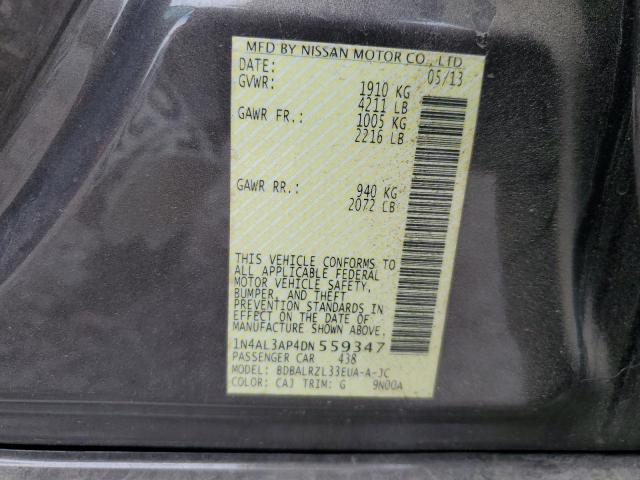 MFD BY NISSAN MOTOR CO., LTD
DATE: 05/13
GVWR: 1910 KG
4211 LB
GAWR FR.: 1005 KG
2216 LB
GAWR RR.: 940 KG
2072 LB
THIS VEHICLE CONFORMS TO
ALL APPLICABLE FEDERAL
MOTOR VEHICLE SAFETY,
BUMPER, AND THEFT
PREVENTION STANDARDS IN
EFFECT ON THE DATE OF
MANUFACTURE SHOWN ABOVE.
1N4AL3AP4DN559347
PASSENGER CAR 438
MODEL: BDBALRZL33EUA-A-JC
COLOR: CAJ TRIM: G 9N00A